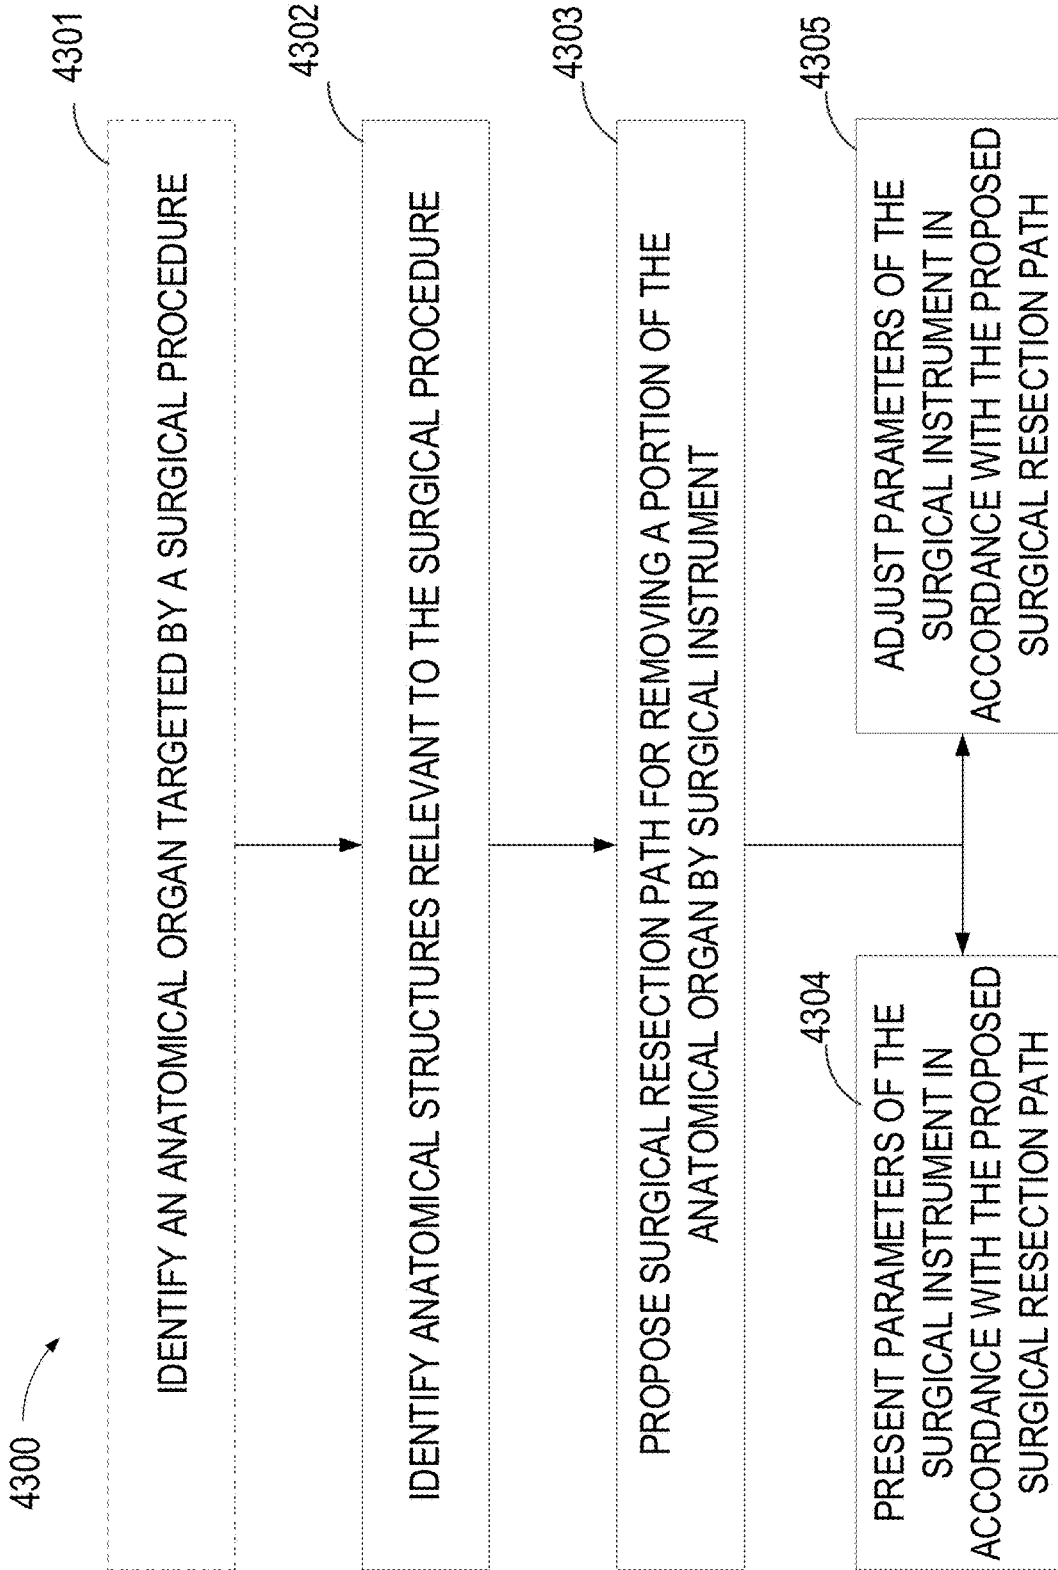 4300
4301
IDENTIFY AN ANATOMICAL ORGAN TARGETED BY A SURGICAL PROCEDURE
4302
IDENTIFY ANATOMICAL STRUCTURES RELEVANT TO THE SURGICAL PROCEDURE
4303
PROPOSE SURGICAL RESECTION PATH FOR REMOVING A PORTION OF THE
ANATOMICAL ORGAN BY SURGICAL INSTRUMENT
4304
PRESENT PARAMETERS OF THE
SURGICAL INSTRUMENT IN
ACCORDANCE WITH THE PROPOSED
SURGICAL RESECTION PATH
4305
ADJUST PARAMETERS OF THE
SURGICAL INSTRUMENT IN
ACCORDANCE WITH THE PROPOSED
SURGICAL RESECTION PATH